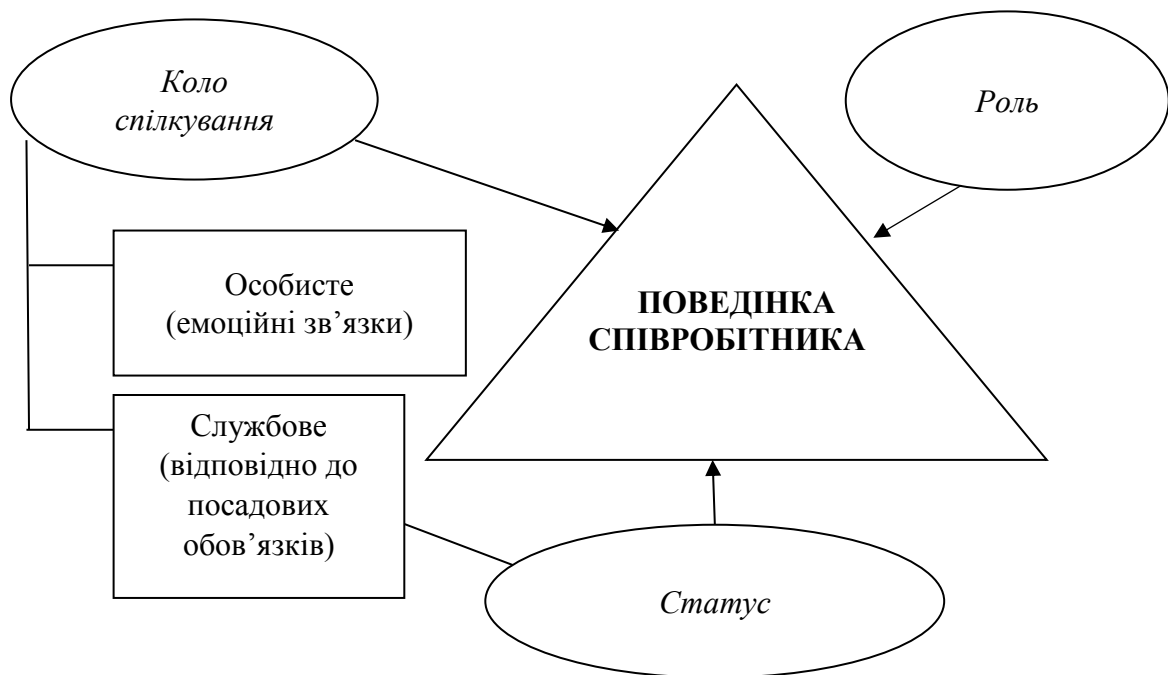 Коло
спілкування
Роль
Особисте
(емоційні зв’язки)
ПОВЕДІНКА
СПІВРОБІТНИКА
Службове
(відповідно до
посадових
обов’язків)
Статус